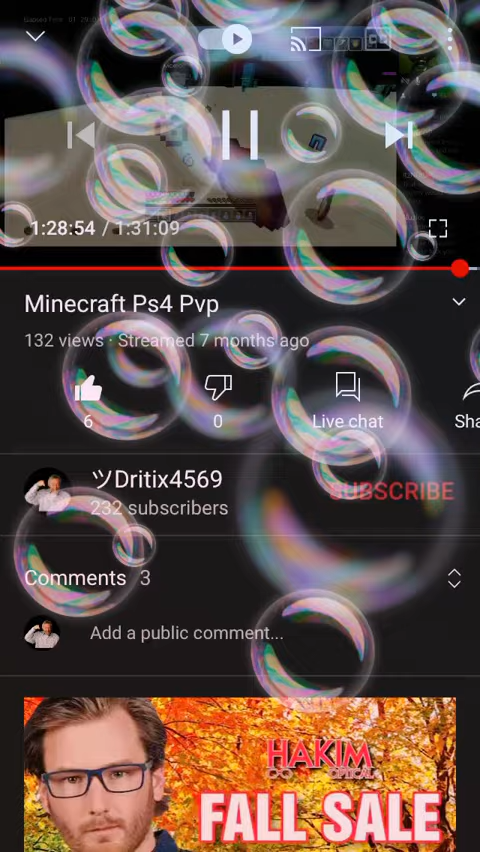 1:28:54 / 1:31:09
Minecraft Ps4 Pvp
132 views · Streamed 7 months ago
6
0
Live chat
Sha
ツDritix4569
232 subscribers
SUBSCRIBE
Comments 3
Add a public comment...
HAKIM
OPTICAL
FALL SALE